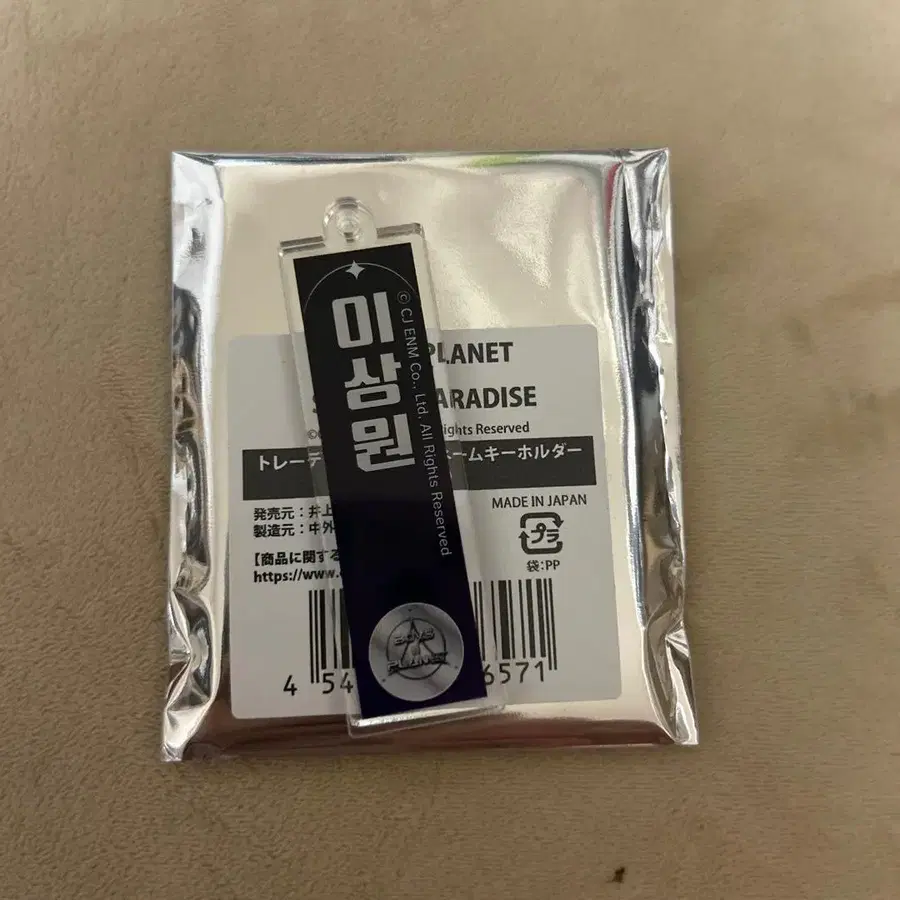 이상원
© CJ ENM Co., Ltd, All Rights Reserved
BOYS
PLANET
PLANET
ARADISE
ights Reserved
トレーデ ームキーホルダー
MADE IN JAPAN
発売元：井上
製造元：中外
プラ
袋:PP
【商品に関する
https://www.
4 54 6571